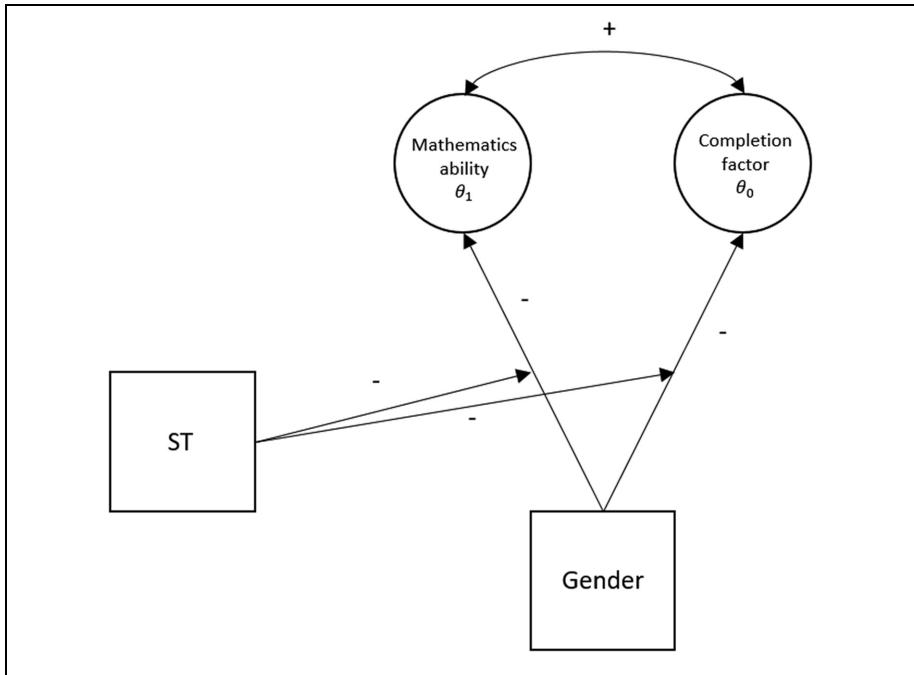 +
Mathematics
ability
θ₁
Completion
factor
θ₀
-
-
-
-
ST
Gender